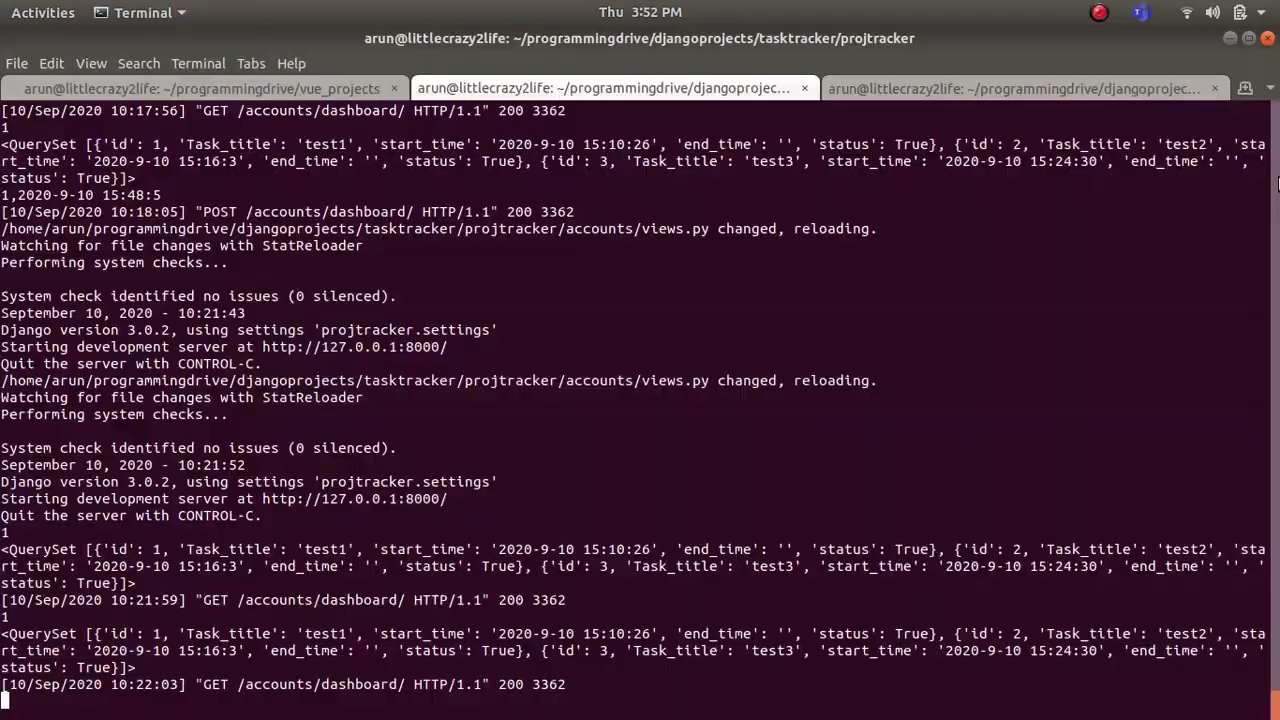 Activities Terminal Thu 3:52 PM
arun@littlecrazy2life: ~/programmingdrive/djangoprojects/tasktracker/projtracker
File Edit View Search Terminal Tabs Help
arun@littlecrazy2life: ~/programmingdrive/vue_projects × arun@littlecrazy2life: ~/programmingdrive/djangoprojec... × arun@littlecrazy2life: ~/programmingdrive/djangoprojec... ×
[10/Sep/2020 10:17:56] "GET /accounts/dashboard/ HTTP/1.1" 200 3362
1
<QuerySet [{'id': 1, 'Task_title': 'test1', 'start_time': '2020-9-10 15:10:26', 'end_time': '', 'status': True}, {'id': 2, 'Task_title': 'test2', 'sta
rt_time': '2020-9-10 15:16:3', 'end_time': '', 'status': True}, {'id': 3, 'Task_title': 'test3', 'start_time': '2020-9-10 15:24:30', 'end_time': '', '
status': True}]>
1,2020-9-10 15:48:5
[10/Sep/2020 10:18:05] "POST /accounts/dashboard/ HTTP/1.1" 200 3362
/home/arun/programmingdrive/djangoprojects/tasktracker/projtracker/accounts/views.py changed, reloading.
Watching for file changes with StatReloader
Performing system checks...
System check identified no issues (0 silenced).
September 10, 2020 - 10:21:43
Django version 3.0.2, using settings 'projtracker.settings'
Starting development server at http://127.0.0.1:8000/
Quit the server with CONTROL-C.
/home/arun/programmingdrive/djangoprojects/tasktracker/projtracker/accounts/views.py changed, reloading.
Watching for file changes with StatReloader
Performing system checks...
System check identified no issues (0 silenced).
September 10, 2020 - 10:21:52
Django version 3.0.2, using settings 'projtracker.settings'
Starting development server at http://127.0.0.1:8000/
Quit the server with CONTROL-C.
1
<QuerySet [{'id': 1, 'Task_title': 'test1', 'start_time': '2020-9-10 15:10:26', 'end_time': '', 'status': True}, {'id': 2, 'Task_title': 'test2', 'sta
rt_time': '2020-9-10 15:16:3', 'end_time': '', 'status': True}, {'id': 3, 'Task_title': 'test3', 'start_time': '2020-9-10 15:24:30', 'end_time': '', '
status': True}]>
[10/Sep/2020 10:21:59] "GET /accounts/dashboard/ HTTP/1.1" 200 3362
1
<QuerySet [{'id': 1, 'Task_title': 'test1', 'start_time': '2020-9-10 15:10:26', 'end_time': '', 'status': True}, {'id': 2, 'Task_title': 'test2', 'sta
rt_time': '2020-9-10 15:16:3', 'end_time': '', 'status': True}, {'id': 3, 'Task_title': 'test3', 'start_time': '2020-9-10 15:24:30', 'end_time': '', '
status': True}]>
[10/Sep/2020 10:22:03] "GET /accounts/dashboard/ HTTP/1.1" 200 3362